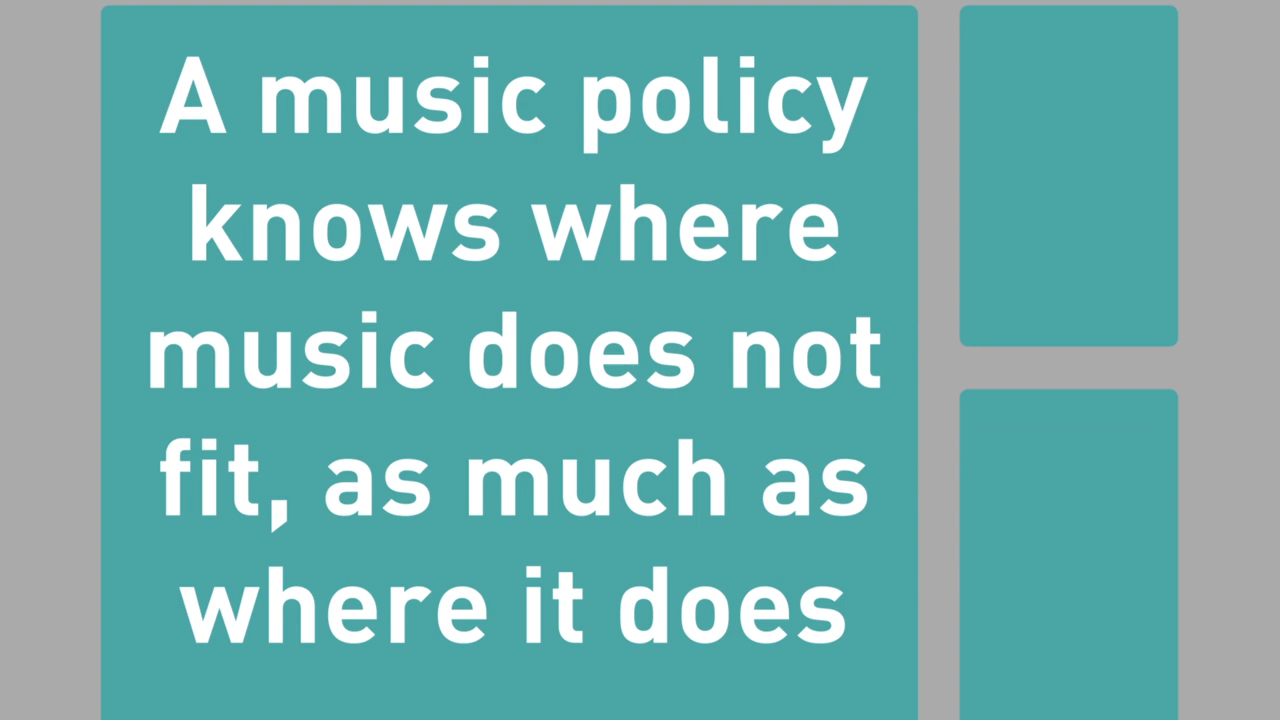 A music policy
knows where
music does not
fit, as much as
where it does